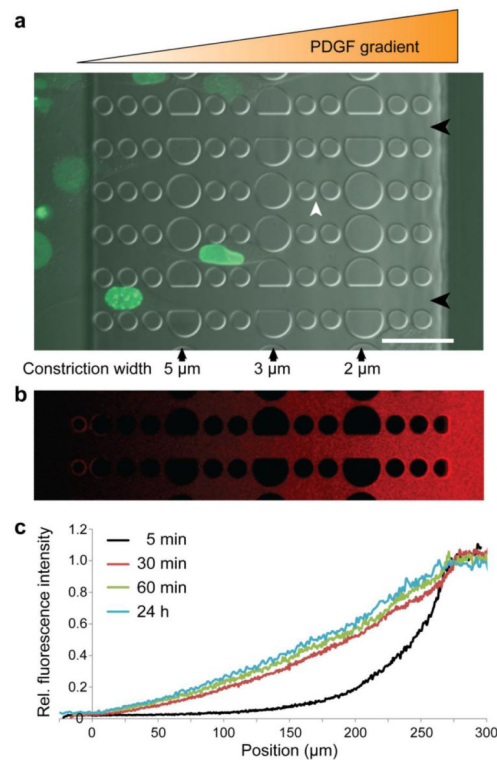 a
PDGF gradient
Constriction width 5 µm 3 µm 2 µm
b
c
Rel. fluorescence intensity
1.2
1.0
0.8
0.6
0.4
0.2
0
5 min
30 min
60 min
24 h
0 50 100 150 200 250 300
Position (µm)